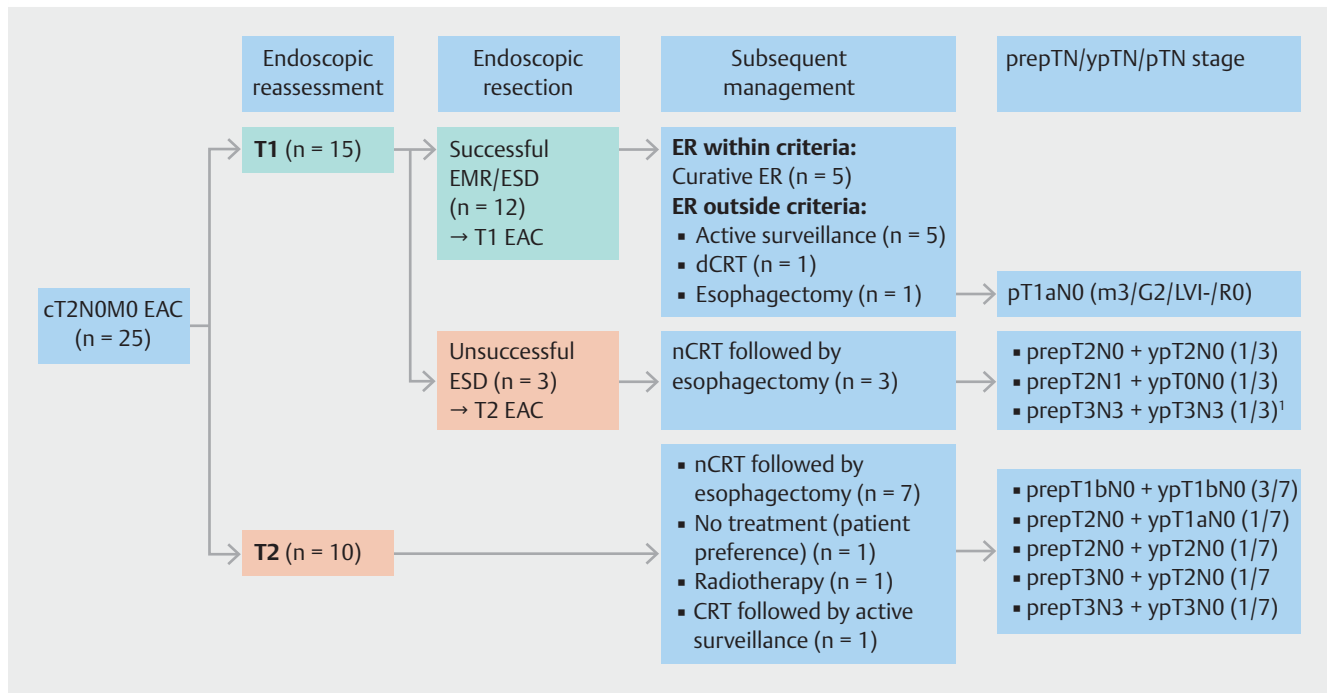 Endoscopic
reassessment
Endoscopic
resection
Subsequent
management
prepTN/ypTN/pTN stage
cT2N0M0 EAC
(n = 25)
T1 (n = 15)
Successful
EMR/ESD
(n = 12)
→ T1 EAC
ER within criteria:
Curative ER (n = 5)
ER outside criteria:
▪ Active surveillance (n = 5)
▪ dCRT (n = 1)
▪ Esophagectomy (n = 1)
pT1aN0 (m3/G2/LVI-/R0)
Unsuccessful
ESD (n = 3)
→ T2 EAC
nCRT followed by
esophagectomy (n = 3)
▪ prepT2N0 + ypT2N0 (1/3)
▪ prepT2N1 + ypT0N0 (1/3)
▪ prepT3N3 + ypT3N3 (1/3)¹
T2 (n = 10)
▪ nCRT followed by
esophagectomy (n = 7)
▪ No treatment (patient
preference) (n = 1)
▪ Radiotherapy (n = 1)
▪ CRT followed by active
surveillance (n = 1)
▪ prepT1bN0 + ypT1bN0 (3/7)
▪ prepT2N0 + ypT1aN0 (1/7)
▪ prepT2N0 + ypT2N0 (1/7)
▪ prepT3N0 + ypT2N0 (1/7
▪ prepT3N3 + ypT3N0 (1/7)